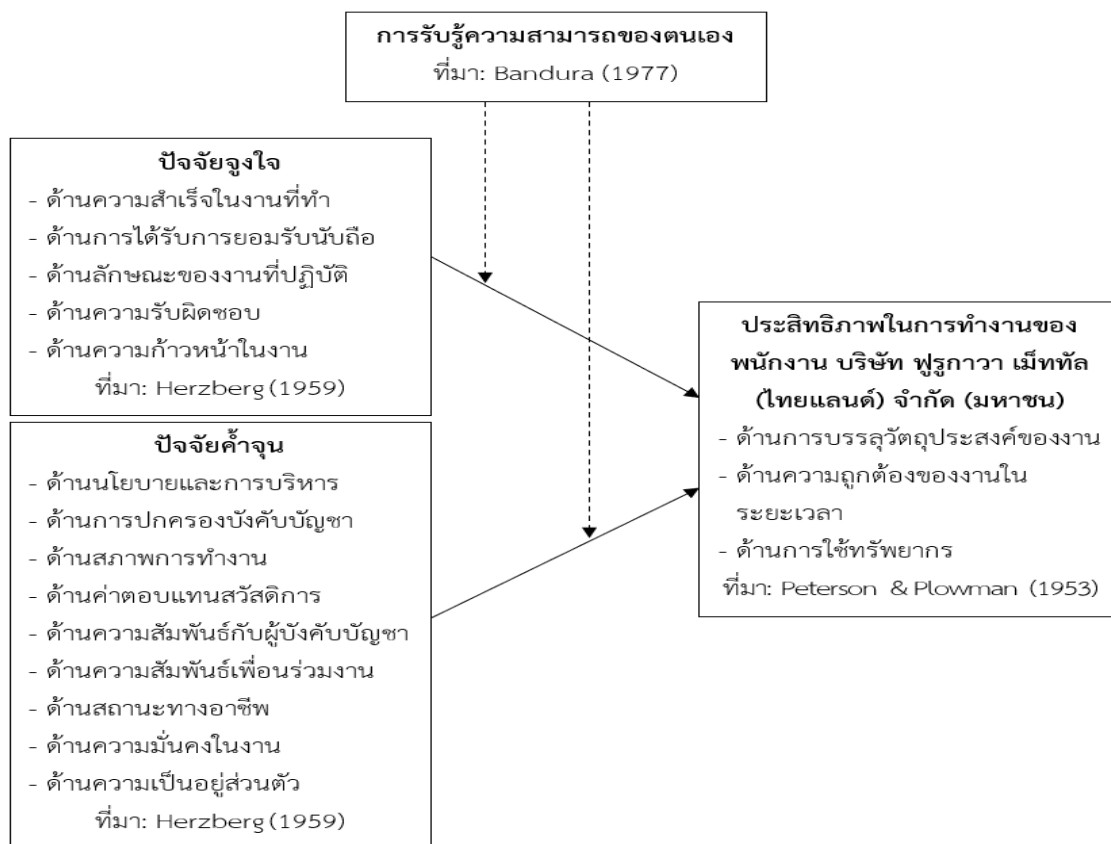 การรับรู้ความสามารถของตนเอง
ที่มา: Bandura (1977)
ปัจจัยจูงใจ
- ด้านความสำเร็จในงานที่ทำ
- ด้านการได้รับการยอมรับนับถือ
- ด้านลักษณะของงานที่ปฏิบัติ
- ด้านความรับผิดชอบ
- ด้านความก้าวหน้าในงาน
ที่มา: Herzberg (1959)
ปัจจัยค้ำจุน
- ด้านนโยบายและการบริหาร
- ด้านการปกครองบังคับบัญชา
- ด้านสภาพการทำงาน
- ด้านค่าตอบแทนสวัสดิการ
- ด้านความสัมพันธ์กับผู้บังคับบัญชา
- ด้านความสัมพันธ์เพื่อนร่วมงาน
- ด้านสถานะทางอาชีพ
- ด้านความมั่นคงในงาน
- ด้านความเป็นอยู่ส่วนตัว
ที่มา: Herzberg (1959)
ประสิทธิภาพในการทำงานของ
พนักงาน บริษัท ฟูรูกาวา เม็ททัล
(ไทยแลนด์) จำกัด (มหาชน)
- ด้านการบรรลุวัตถุประสงค์ของงาน
- ด้านความถูกต้องของงานใน
ระยะเวลา
- ด้านการใช้ทรัพยากร
ที่มา: Peterson & Plowman (1953)